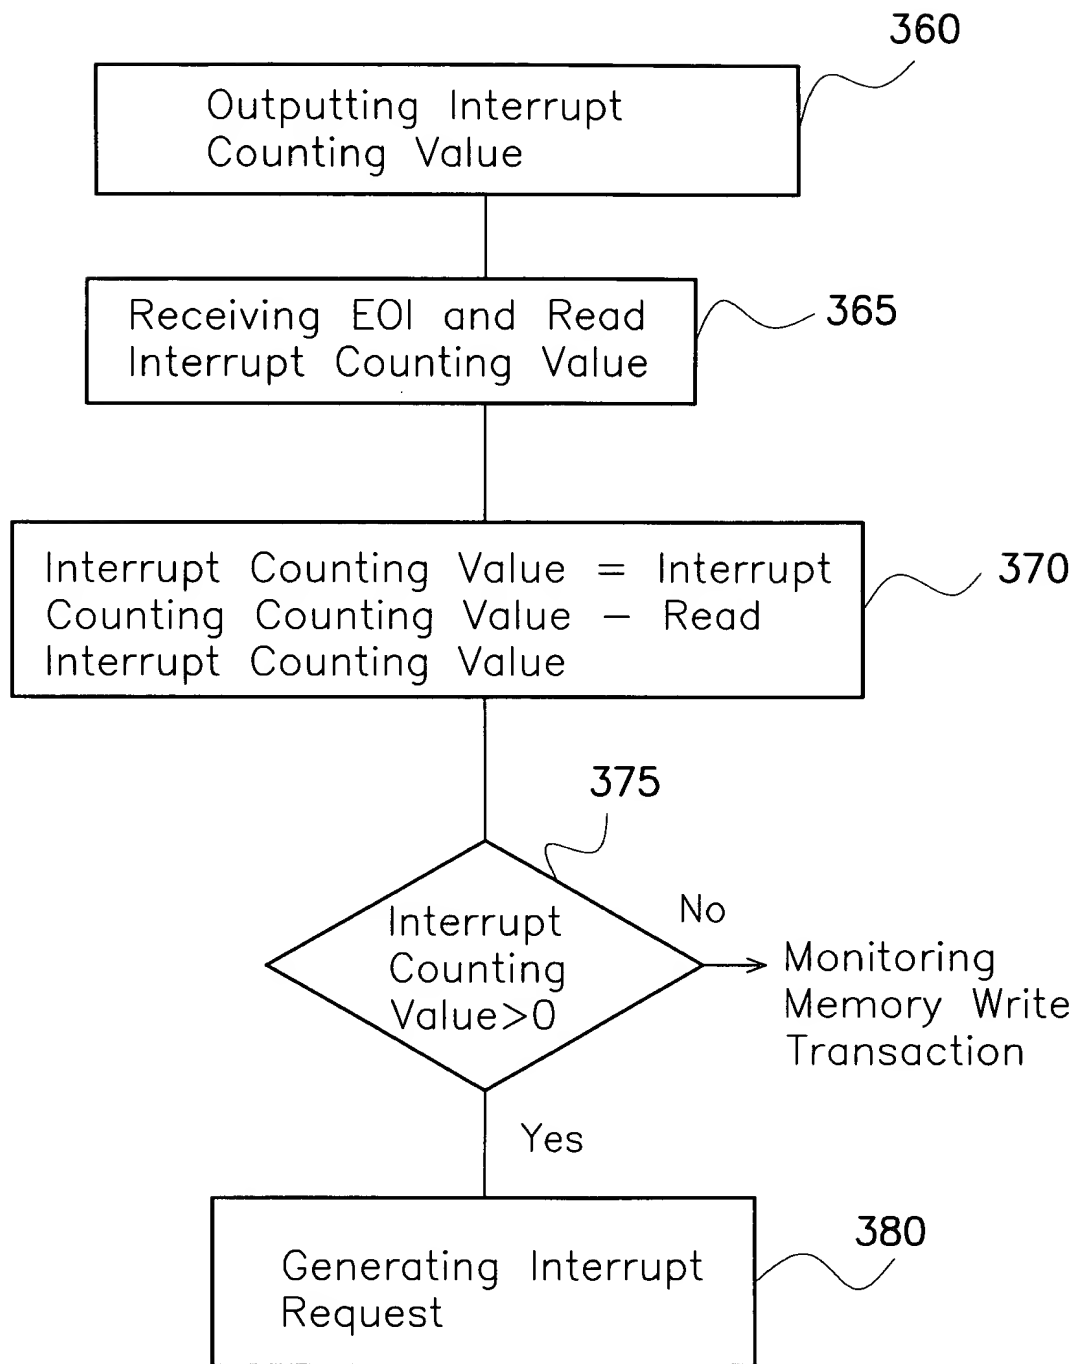 360
Outputting Interrupt
Counting Value
Receiving EOI and Read
Interrupt Counting Value
365
Interrupt Counting Value = Interrupt
Counting Counting Value - Read
Interrupt Counting Value
370
375
Interrupt
Counting
Value>0
No
Monitoring
Memory Write
Transaction
Yes
380
Generating Interrupt
Request